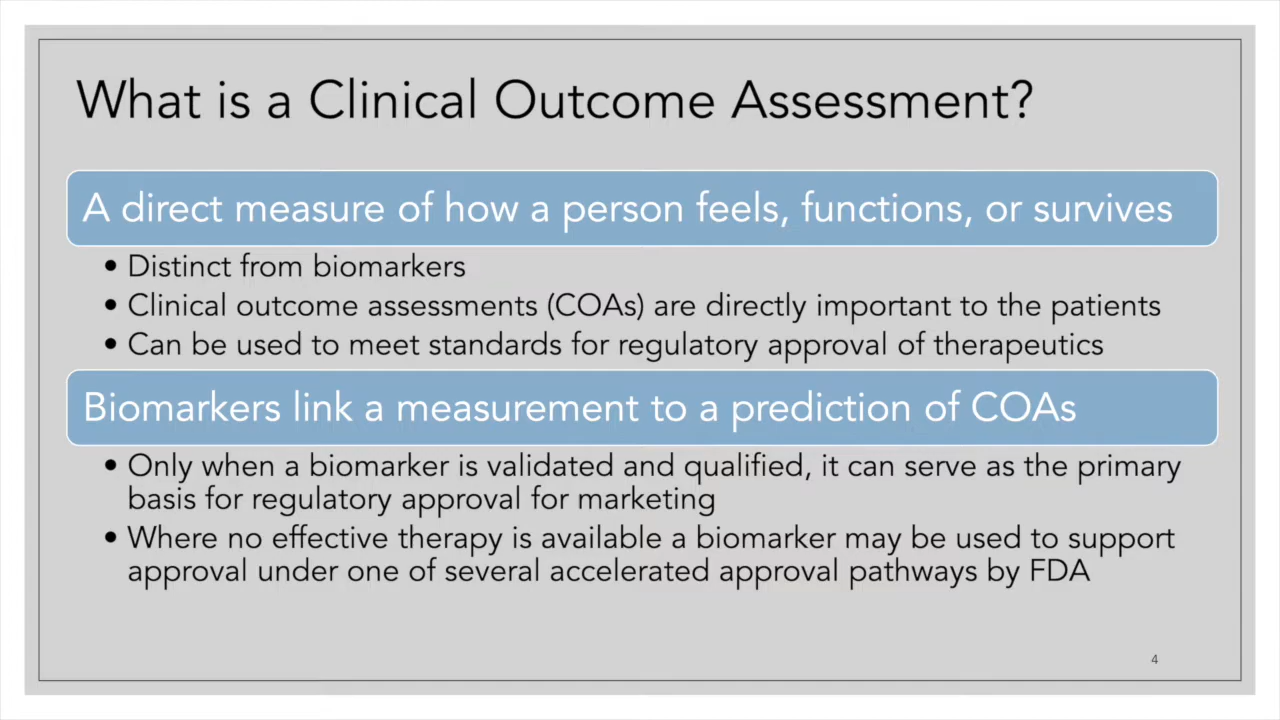 What is a Clinical Outcome Assessment?
A direct measure of how a person feels, functions, or survives
• Distinct from biomarkers
• Clinical outcome assessments (COAs) are directly important to the patients
• Can be used to meet standards for regulatory approval of therapeutics
Biomarkers link a measurement to a prediction of COAs
• Only when a biomarker is validated and qualified, it can serve as the primary
basis for regulatory approval for marketing
• Where no effective therapy is available a biomarker may be used to support
approval under one of several accelerated approval pathways by FDA
4